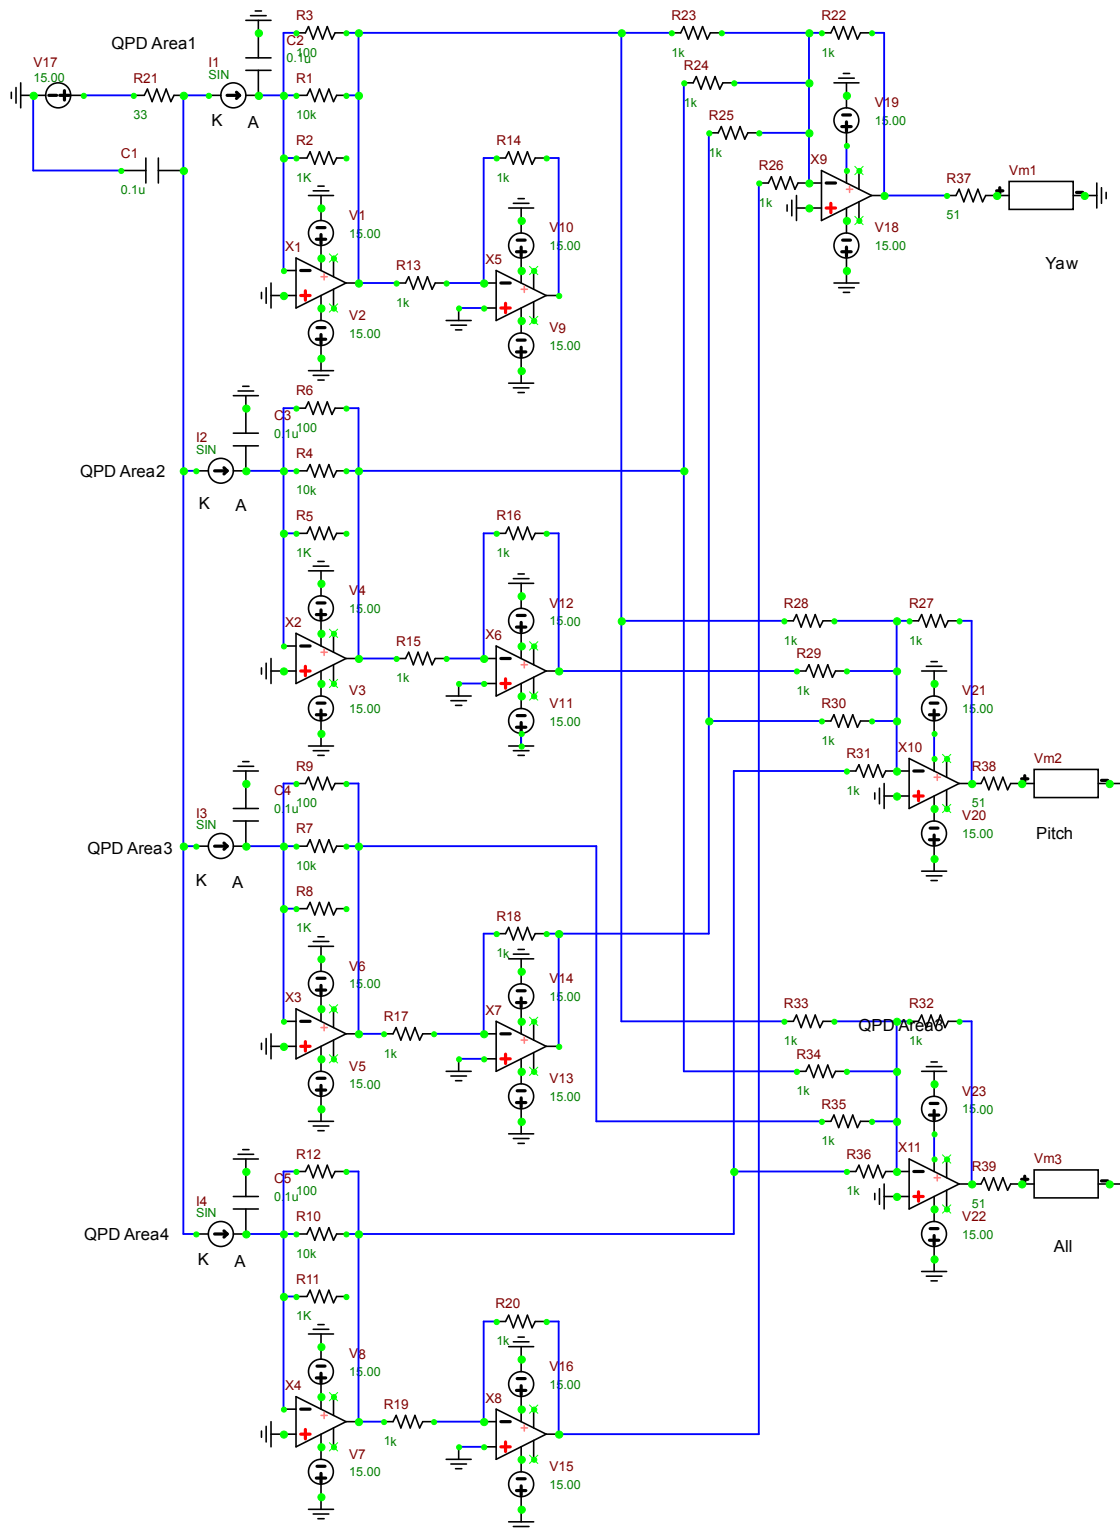 QPD Area1
V17
15.00
R21
33
C1
0.1u
I1
SIN
K
A
C2
0.1u
R3
100
R1
10k
R2
1K
V1
15.00
X1
V2
15.00
R13
1k
R14
1k
V10
15.00
X5
V9
15.00
R23
1k
R22
1k
R24
1k
R25
1k
R26
1k
X9
V19
15.00
V18
15.00
R37
51
Vm1
Yaw
QPD Area2
I2
SIN
K
A
C3
0.1u
R6
100
R4
10k
R5
1K
V4
15.00
X2
V3
15.00
R15
1k
R16
1k
V12
15.00
X6
V11
15.00
R28
1k
R27
1k
R29
1k
R30
1k
R31
1k
X10
V21
15.00
V20
15.00
R38
51
Vm2
Pitch
QPD Area3
I3
SIN
K
A
C4
0.1u
R9
100
R7
10k
R8
1K
V6
15.00
X3
V5
15.00
R17
1k
R18
1k
V14
15.00
X7
V13
15.00
R33
1k
QPD Area3
R32
1k
R34
1k
R35
1k
R36
1k
X11
V23
15.00
V22
15.00
R39
51
Vm3
All
QPD Area4
I4
SIN
K
A
C5
0.1u
R12
100
R10
10k
R11
1K
V8
15.00
X4
V7
15.00
R19
1k
R20
1k
V16
15.00
X8
V15
15.00